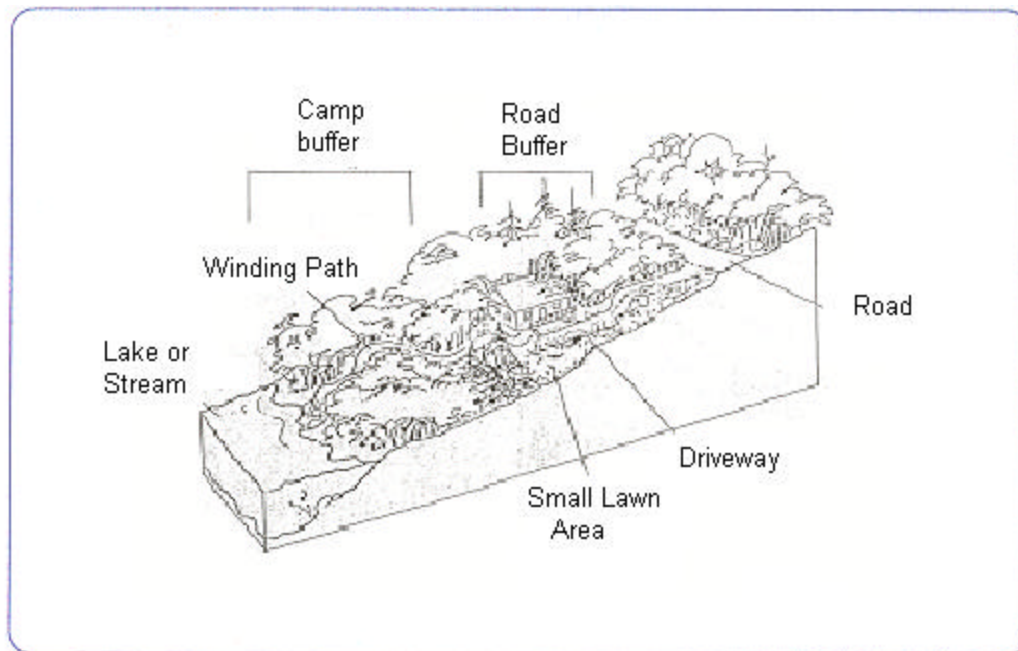 Camp
buffer
Road
Buffer
Winding Path
Road
Lake or
Stream
Driveway
Small Lawn
Area